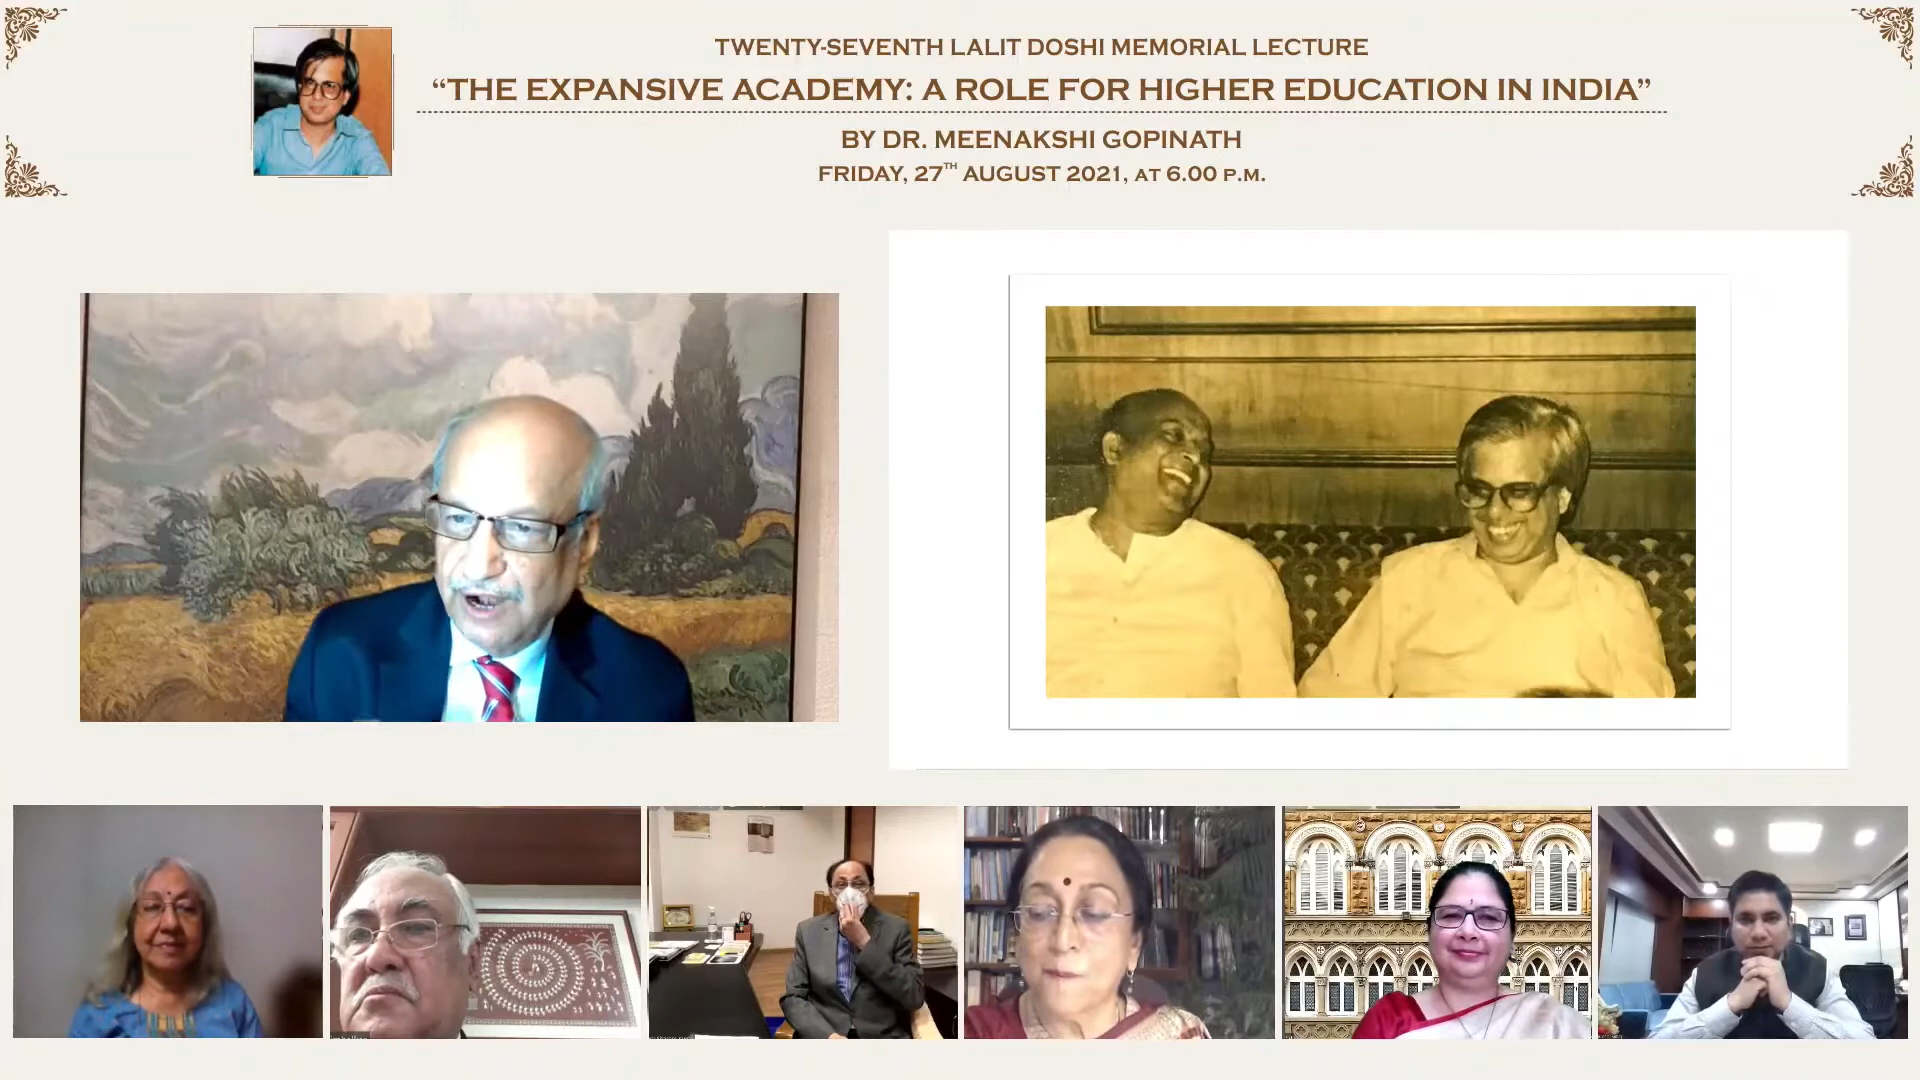 TWENTY-SEVENTH LALIT DOSHI MEMORIAL LECTURE
“THE EXPANSIVE ACADEMY: A ROLE FOR HIGHER EDUCATION IN INDIA”
BY DR. MEENAKSHI GOPINATH
FRIDAY, 27TH AUGUST 2021, AT 6.00 P.M.